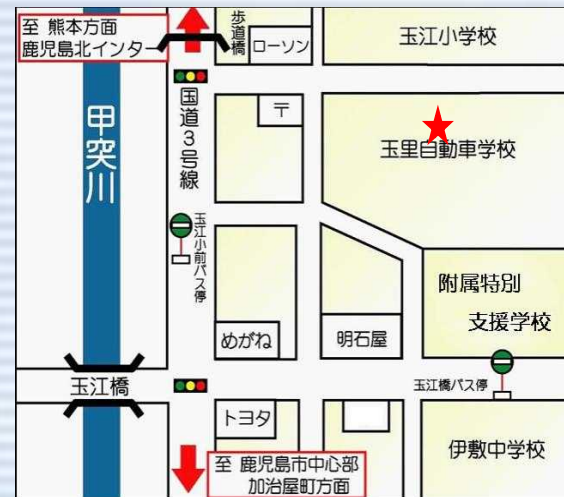 至 熊本方面
鹿児島北インター
歩道橋
ローソン
玉江小学校
国道3号線
〒
甲突川
玉里自動車学校
玉江小前バス停
附属特別
支援学校
めがね
明石屋
玉江橋
玉江橋バス停
トヨタ
伊敷中学校
至 鹿児島市中心部
加治屋町方面